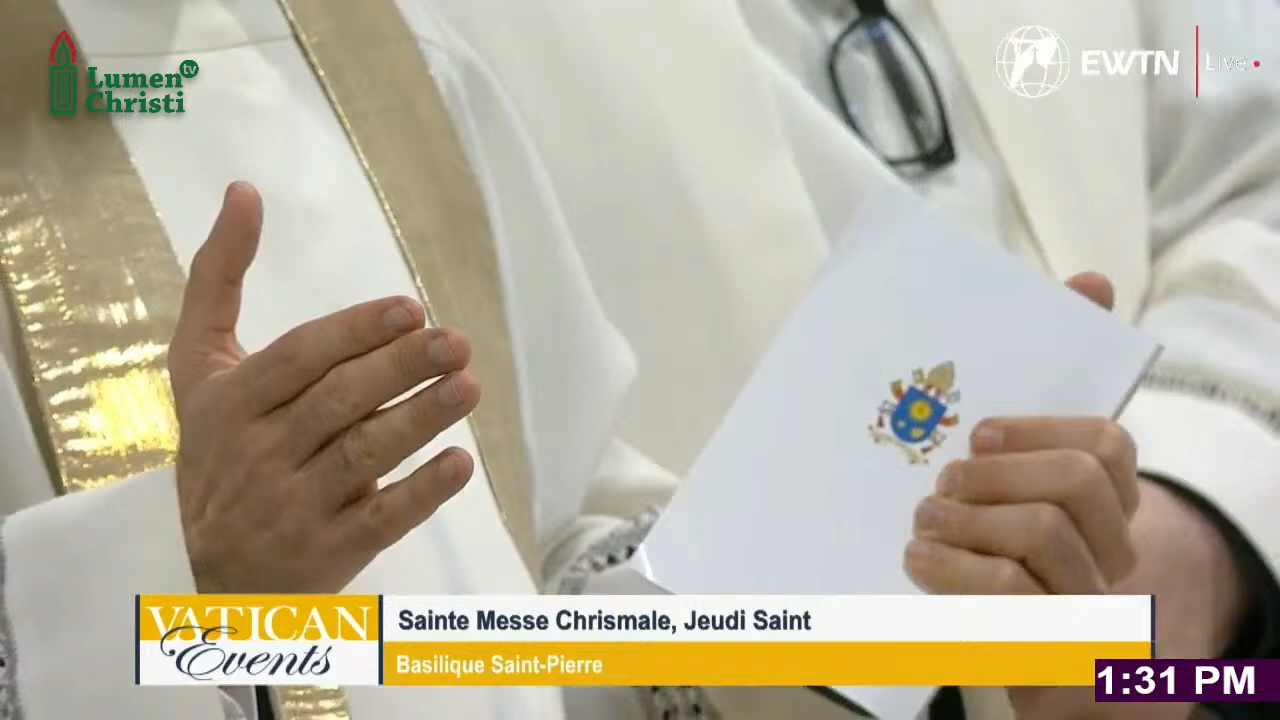 Lumen tv
Christi
EWTN
Live
VATICAN
Events
Sainte Messe Chrismale, Jeudi Saint
Basilique Saint-Pierre
1:31 PM